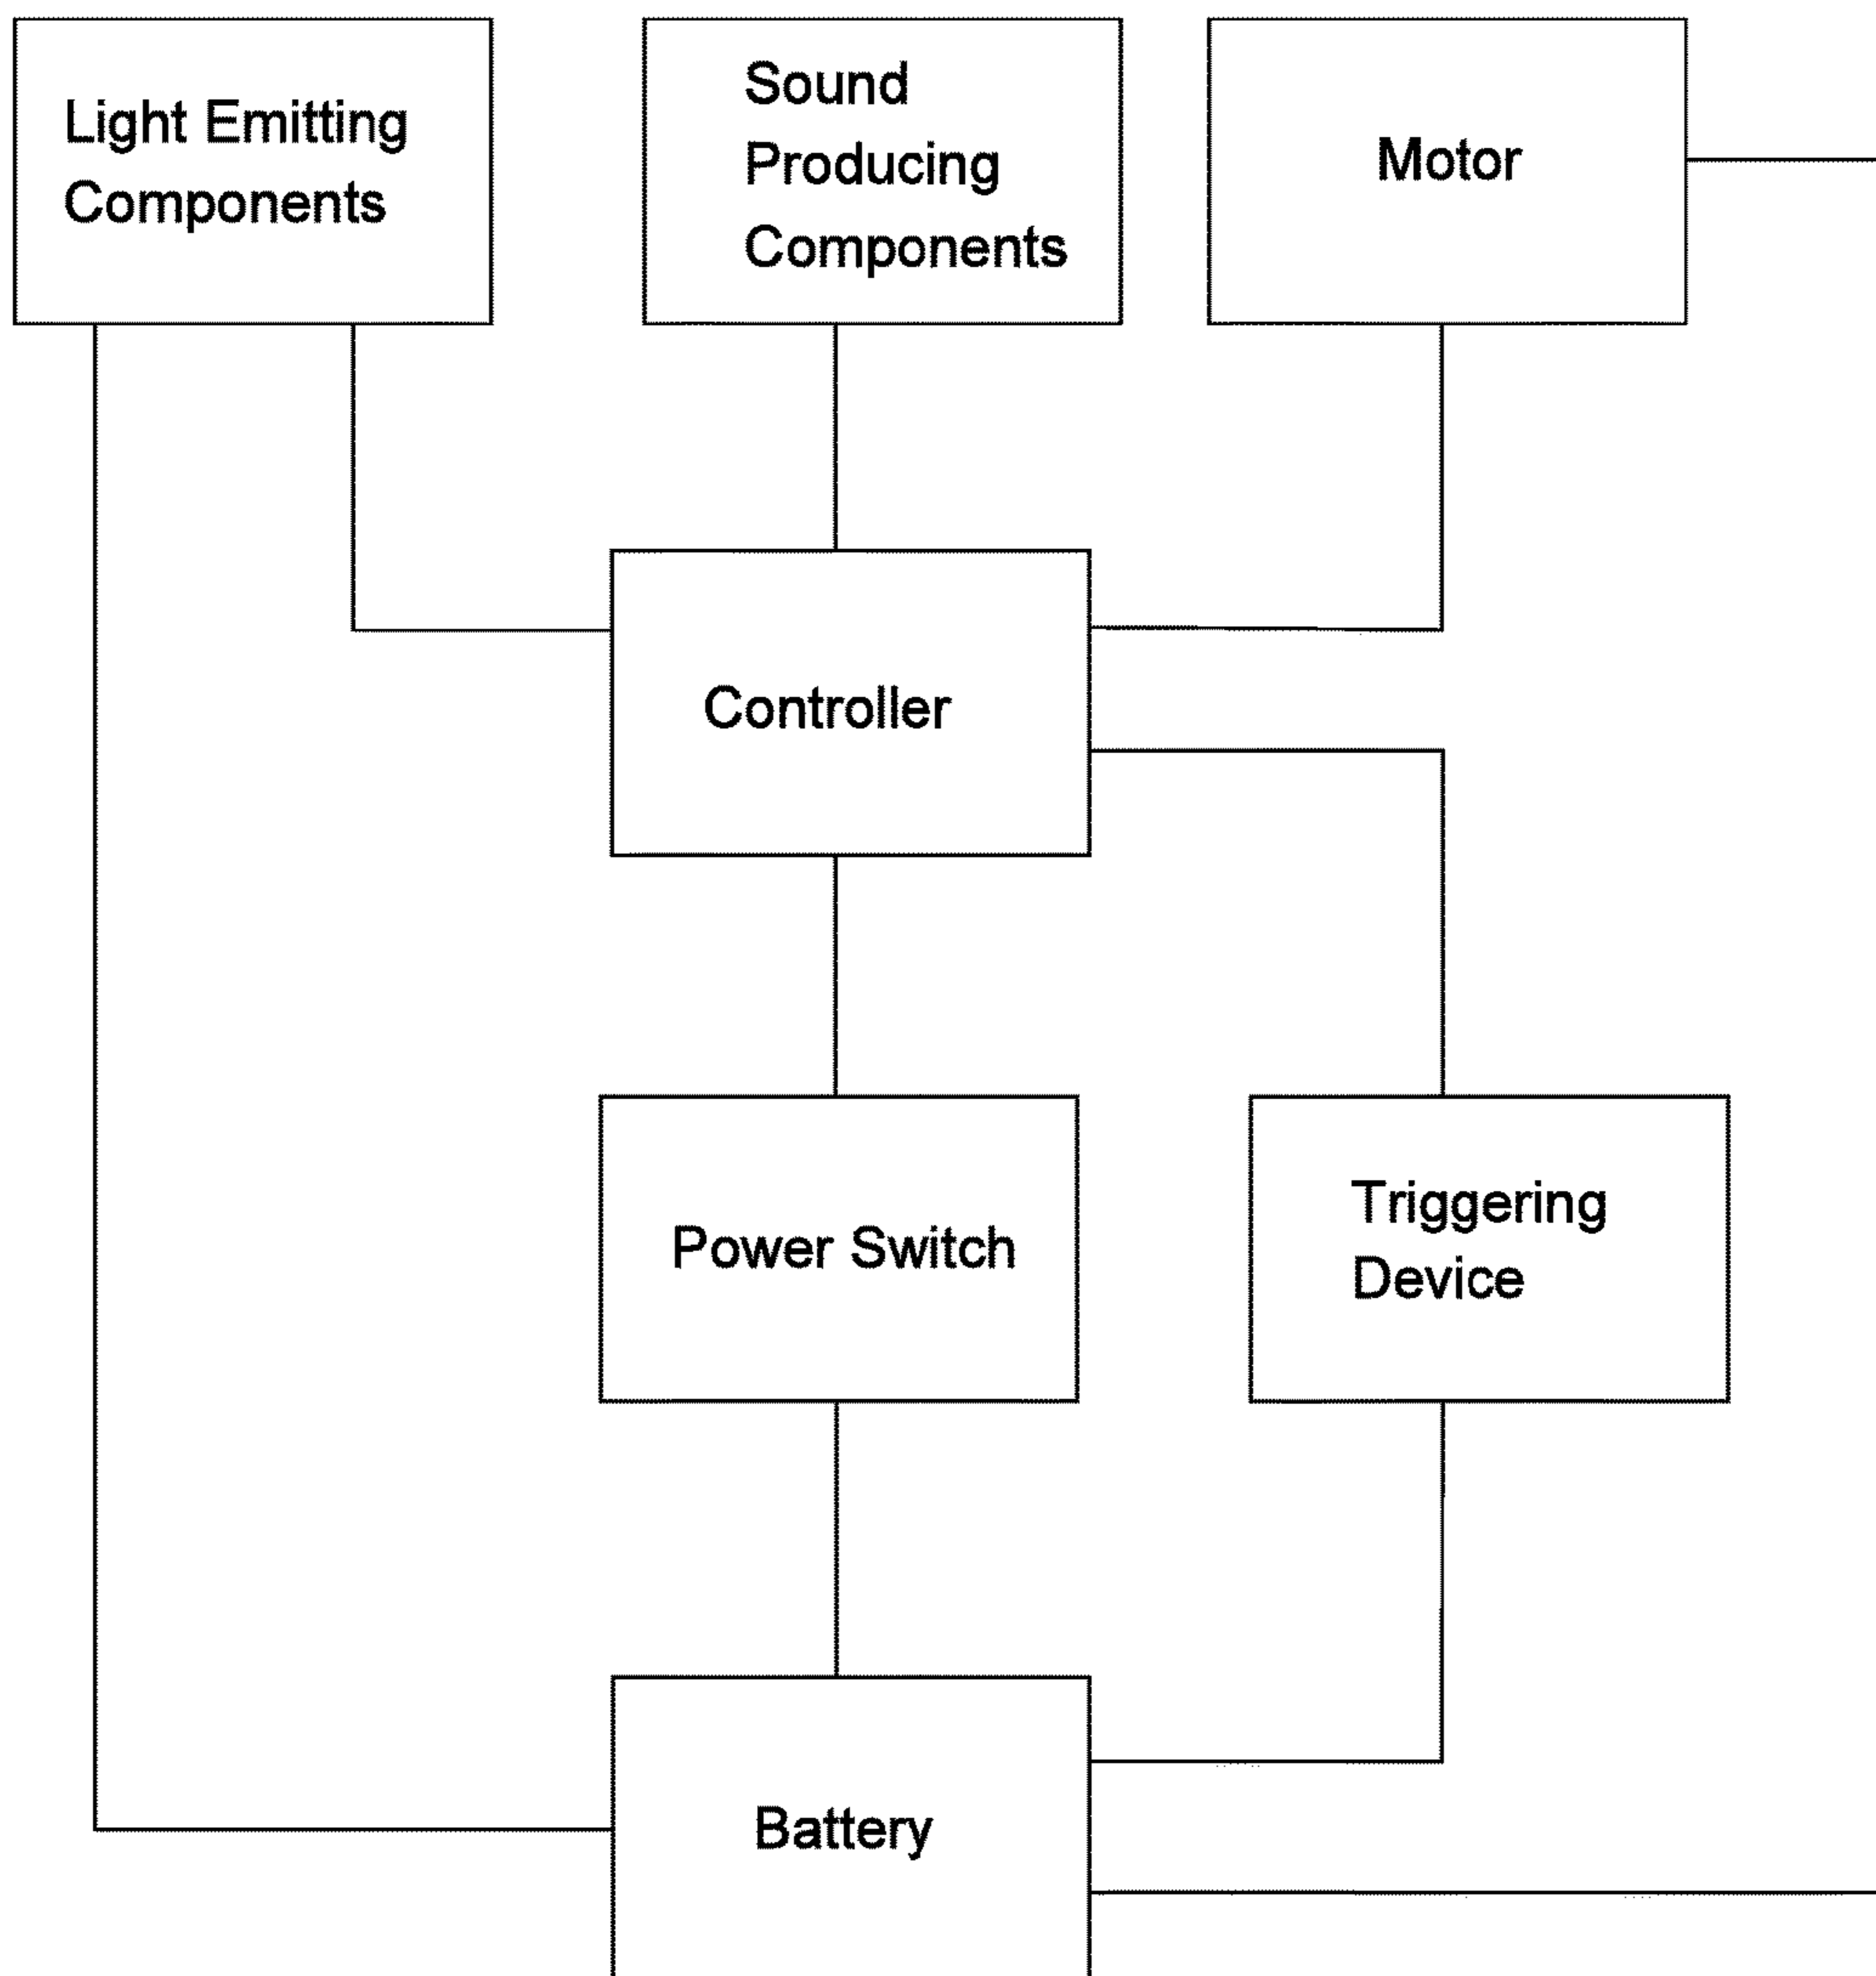 Light Emitting
Components
Sound
Producing
Components
Motor
Controller
Power Switch
Triggering
Device
Battery